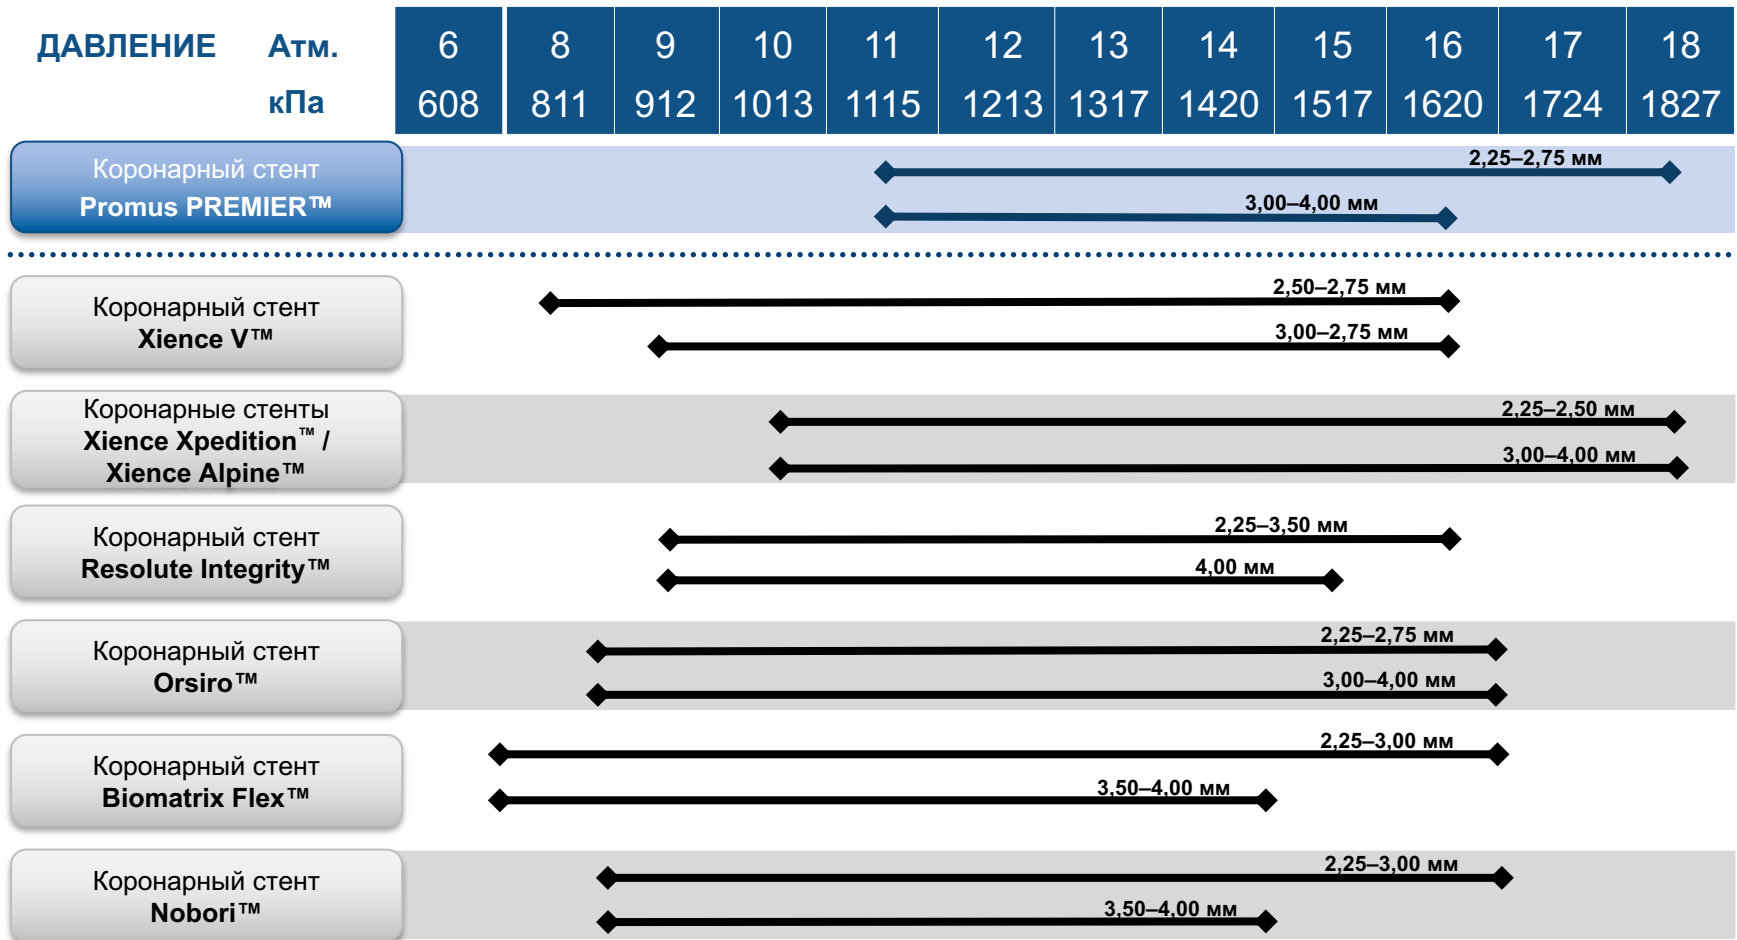 ДАВЛЕНИЕ Атм. 6 8 9 10 11 12 13 14 15 16 17 18
кПа 608 811 912 1013 1115 1213 1317 1420 1517 1620 1724 1827
Коронарный стент
Promus PREMIER™
2,25–2,75 мм
3,00–4,00 мм
Коронарный стент
Xience V™
2,50–2,75 мм
3,00–2,75 мм
Коронарные стенты
Xience Xpedition™ /
Xience Alpine™
2,25–2,50 мм
3,00–4,00 мм
Коронарный стент
Resolute Integrity™
2,25–3,50 мм
4,00 мм
Коронарный стент
Orsiro™
2,25–2,75 мм
3,00–4,00 мм
Коронарный стент
Biomatrix Flex™
2,25–3,00 мм
3,50–4,00 мм
Коронарный стент
Nobori™
2,25–3,00 мм
3,50–4,00 мм